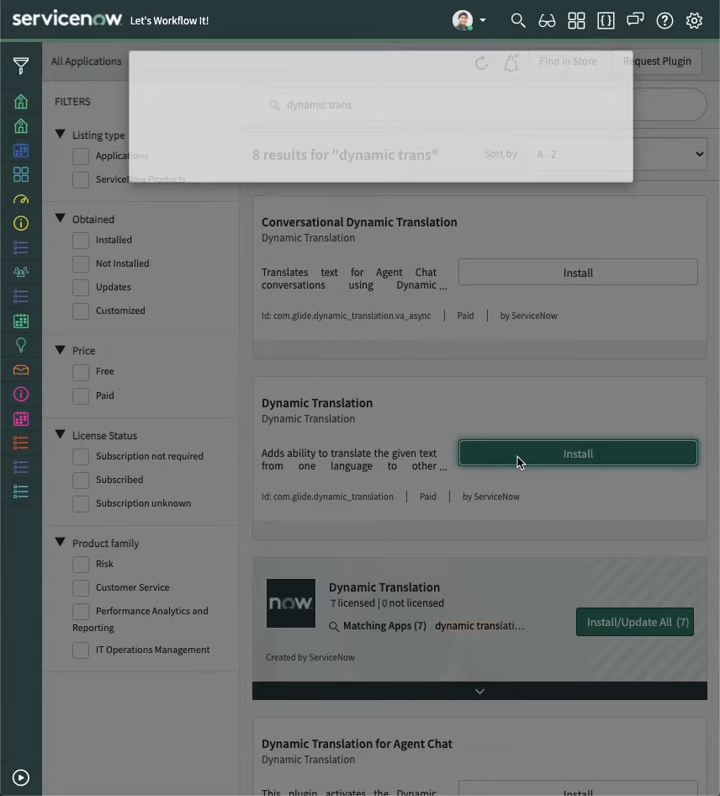 servicenow Let's Workflow It!
All Applications
Find in Store
Request Plugin
FILTERS
Listing type
Applications
ServiceNow Products
Obtained
Installed
Not Installed
Updates
Customized
Price
Free
Paid
License Status
Subscription not required
Subscribed
Subscription unknown
Product family
Risk
Customer Service
Performance Analytics and
Reporting
IT Operations Management
dynamic trans
8 results for "dynamic trans"
Sort by
A - Z
Conversational Dynamic Translation
Dynamic Translation
Translates text for Agent Chat
conversations using Dynamic ...
Install
Id: com.glide.dynamic_translation.va_async | Paid | by ServiceNow
Dynamic Translation
Dynamic Translation
Adds ability to translate the given text
from one language to other ...
Install
Id: com.glide.dynamic_translation | Paid | by ServiceNow
now
Dynamic Translation
7 licensed | 0 not licensed
Matching Apps (7) dynamic translati...
Install/Update All (7)
Created by ServiceNow
Dynamic Translation for Agent Chat
Dynamic Translation
This plugin activates the Dynamic
Install